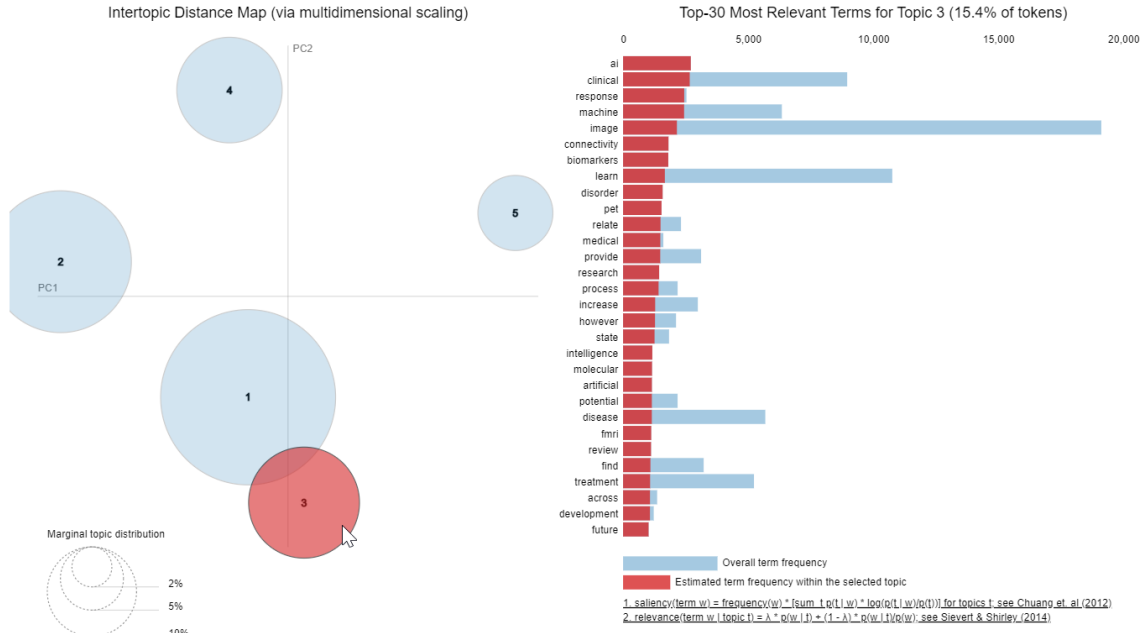 Intertopic Distance Map (via multidimensional scaling)
PC2
4
5
2
PC1
1
3
Marginal topic distribution
2%
5%
10%
Top-30 Most Relevant Terms for Topic 3 (15.4% of tokens)
0 5,000 10,000 15,000 20,000
ai
clinical
response
machine
image
connectivity
biomarkers
learn
disorder
pet
relate
medical
provide
research
process
increase
however
state
intelligence
molecular
artificial
potential
disease
fmri
review
find
treatment
across
development
future
Overall term frequency
Estimated term frequency within the selected topic
1. saliency(term w) = frequency(w) * [sum_t p(t | w) * log(p(t | w)/p(t))] for topics t; see Chuang et. al (2012)
2. relevance(term w | topic t) = λ * p(w | t) + (1 - λ) * p(w | t)/p(w); see Sievert & Shirley (2014)